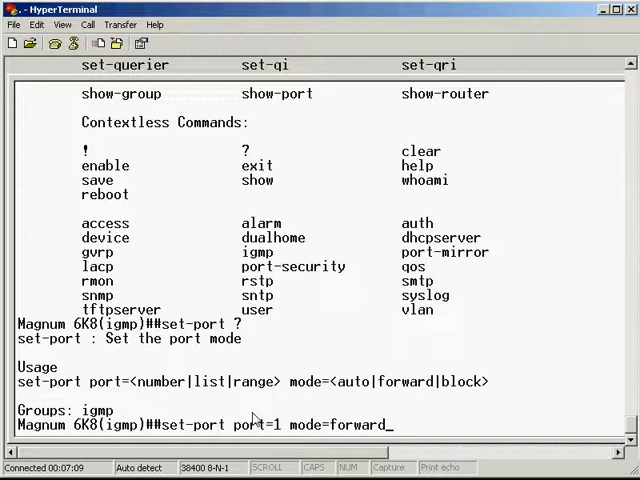 . - HyperTerminal
File Edit View Call Transfer Help
set-querier set-qi set-qri
show-group show-port show-router
Contextless Commands:
! ? clear
enable exit help
save show whoami
reboot
access alarm auth
device dualhome dhcpserver
gvrp igmp port-mirror
lacp port-security qos
rmon rstp smtp
snmp sntp syslog
tftpserver user vlan
Magnum 6K8(igmp)##set-port ?
set-port : Set the port mode
Usage
set-port port=<number|list|range> mode=<auto|forward|block>
Groups: igmp
Magnum 6K8(igmp)##set-port port=1 mode=forward_
Connected 00:07:09 Auto detect 38400 8-N-1 SCROLL CAPS NUM Capture Print echo